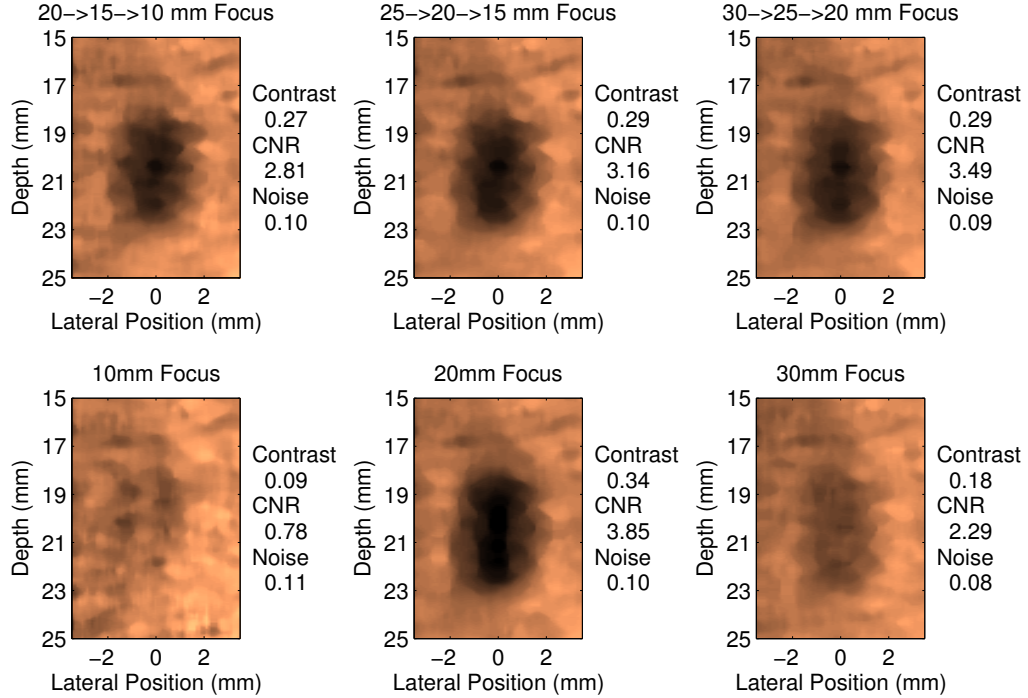 20->15->10 mm Focus
15
17
19
21
23
25
Depth (mm)
−2 0 2
Lateral Position (mm)
Contrast
0.27
CNR
2.81
Noise
0.10
25->20->15 mm Focus
15
17
19
21
23
25
Depth (mm)
−2 0 2
Lateral Position (mm)
Contrast
0.29
CNR
3.16
Noise
0.10
30->25->20 mm Focus
15
17
19
21
23
25
Depth (mm)
−2 0 2
Lateral Position (mm)
Contrast
0.29
CNR
3.49
Noise
0.09
10mm Focus
15
17
19
21
23
25
Depth (mm)
−2 0 2
Lateral Position (mm)
Contrast
0.09
CNR
0.78
Noise
0.11
20mm Focus
15
17
19
21
23
25
Depth (mm)
−2 0 2
Lateral Position (mm)
Contrast
0.34
CNR
3.85
Noise
0.10
30mm Focus
15
17
19
21
23
25
Depth (mm)
−2 0 2
Lateral Position (mm)
Contrast
0.18
CNR
2.29
Noise
0.08